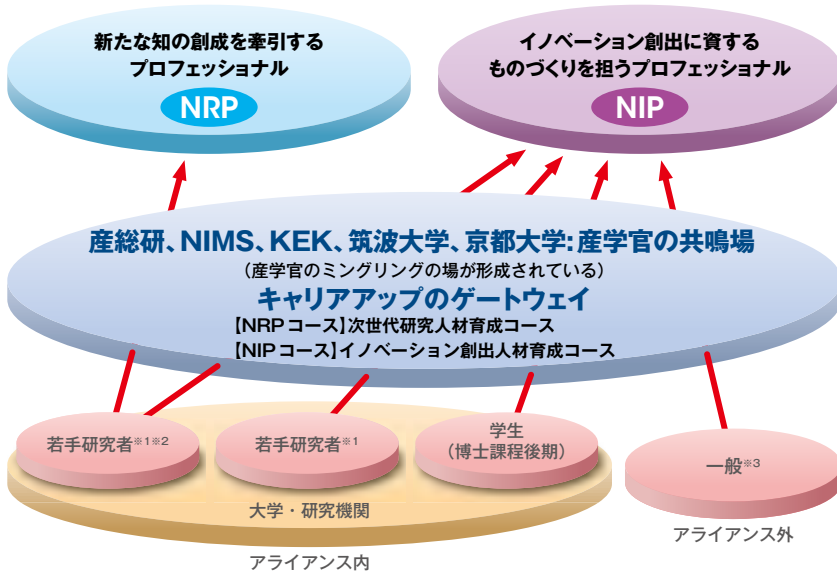 新たな知の創成を牽引する
プロフェッショナル
NRP
イノベーション創出に資する
ものづくりを担うプロフェッショナル
NIP
産総研、NIMS、KEK、筑波大学、京都大学:産学官の共鳴場
(産学官のミングリングの場が形成されている)
キャリアアップのゲートウェイ
【NRPコース】次世代研究人材育成コース
【NIPコース】イノベーション創出人材育成コース
若手研究者※1※2
若手研究者※1
学生
(博士課程後期)
一般※3
大学・研究機関
アライアンス内
アライアンス外